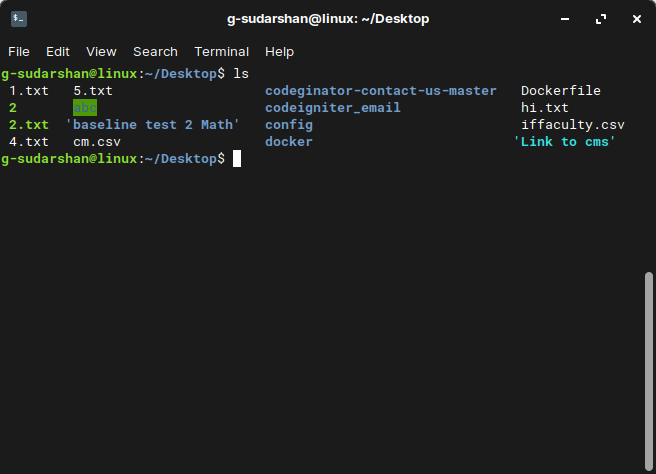 $_
g-sudarshan@linux: ~/Desktop
File Edit View Search Terminal Help
g-sudarshan@linux:~/Desktop$ ls
1.txt 5.txt codeginator-contact-us-master Dockerfile
2 abc codeigniter_email hi.txt
2.txt 'baseline test 2 Math' config iffaculty.csv
4.txt cm.csv docker 'Link to cms'
g-sudarshan@linux:~/Desktop$